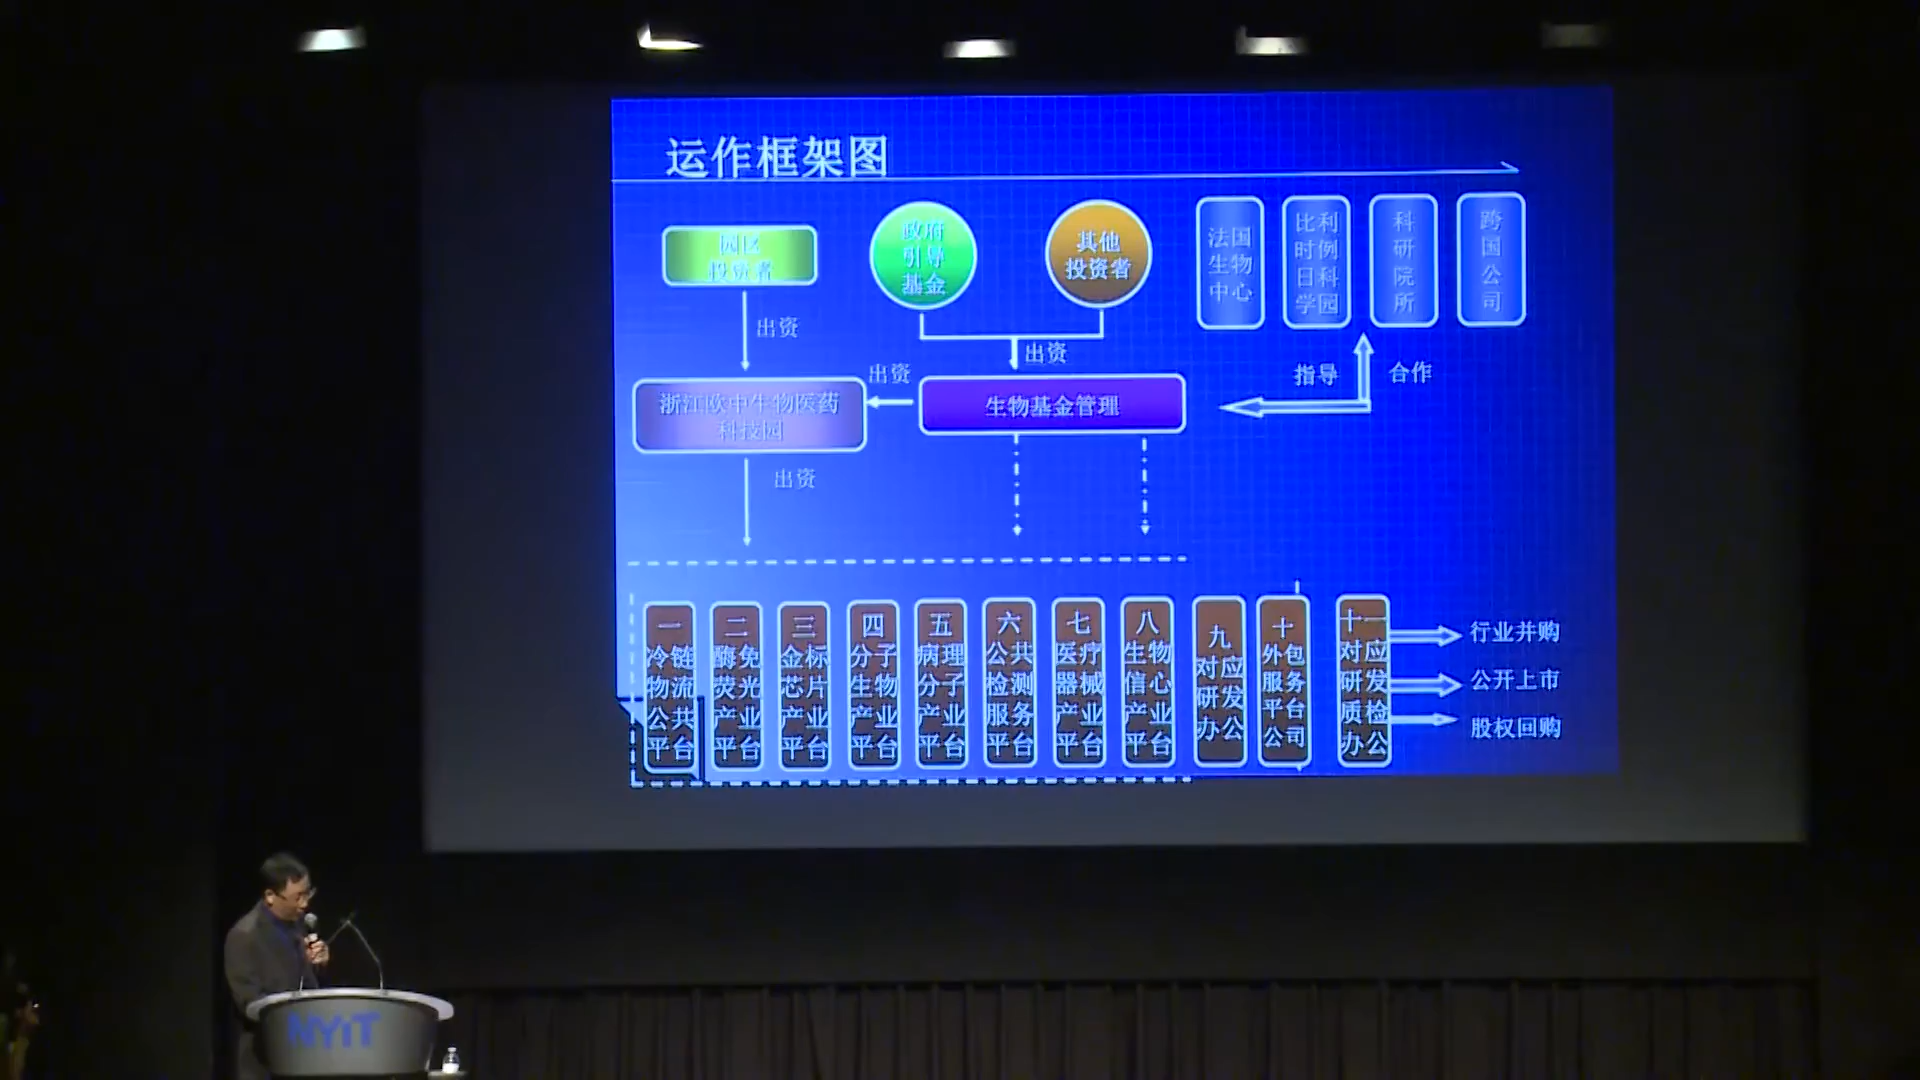 运作框架图
园区
投资者
政府
引导
基金
其他
投资者
法国
生物
中心
比利
时例
日科
学园
科
研
院
所
跨
国
公
司
出资
出资
出资
指导
合作
浙江欧中生物医药
科技园
生物基金管理
出资
一
冷链
物流
公共
平台
二
酶免
荧光
产业
平台
三
金标
芯片
产业
平台
四
分子
生物
产业
平台
五
病理
分子
产业
平台
六
公共
检测
服务
平台
七
医疗
器械
产业
平台
八
生物
信心
产业
平台
九
对应
研发
办公
十
外包
服务
平台
公司
十一
对应
研发
质检
办公
行业并购
公开上市
股权回购
NYiT